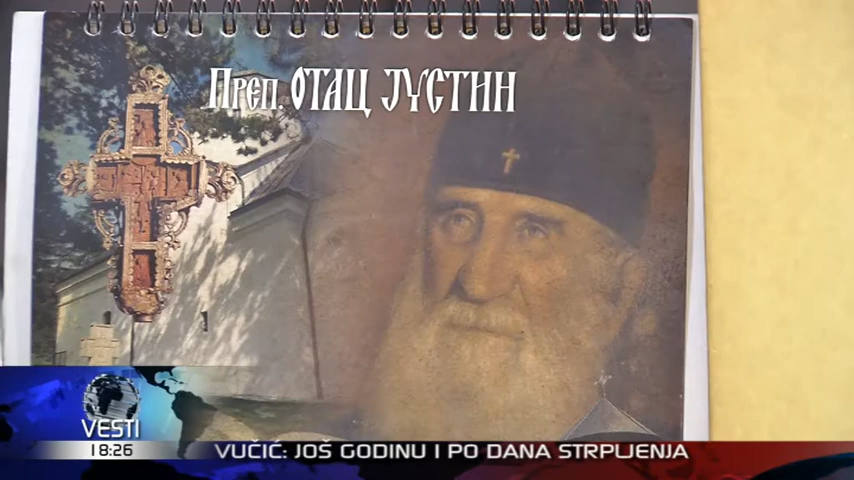 Преп. ОТАЦ ЈУСТИН
VESTI
18:26
VUČIĆ: JOŠ GODINU I PO DANA STRPLJENJA